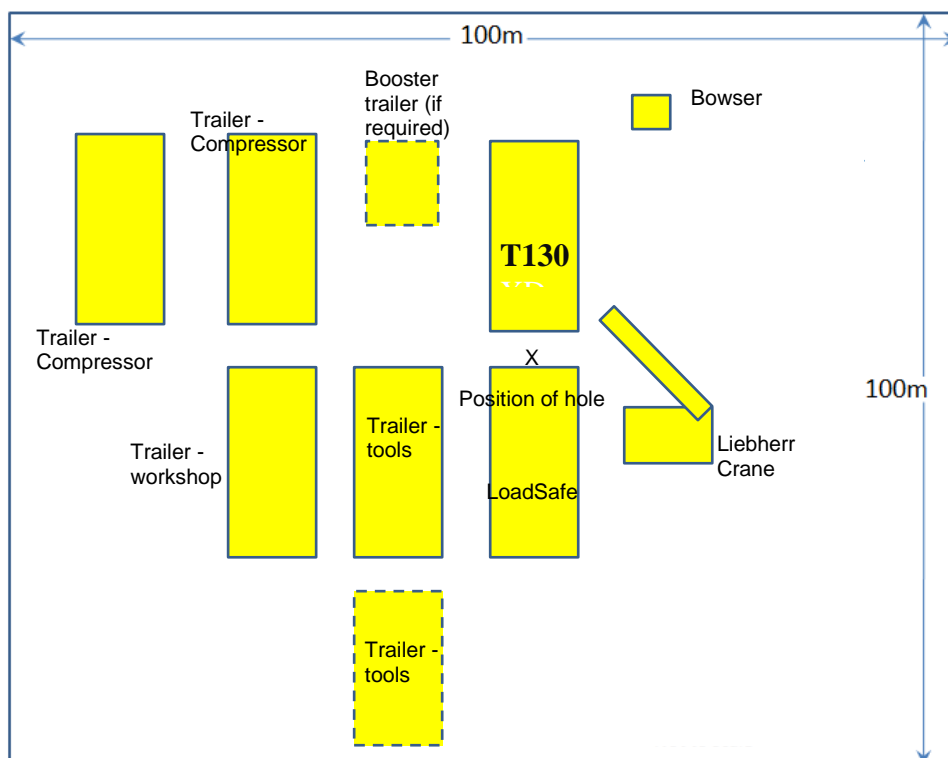 100m
Booster
trailer (if
required)
Bowser
Trailer -
Compressor
T130
Trailer -
Compressor
X
Position of hole
100m
Trailer -
tools
Trailer -
workshop
Liebherr
Crane
LoadSafe
Trailer -
tools